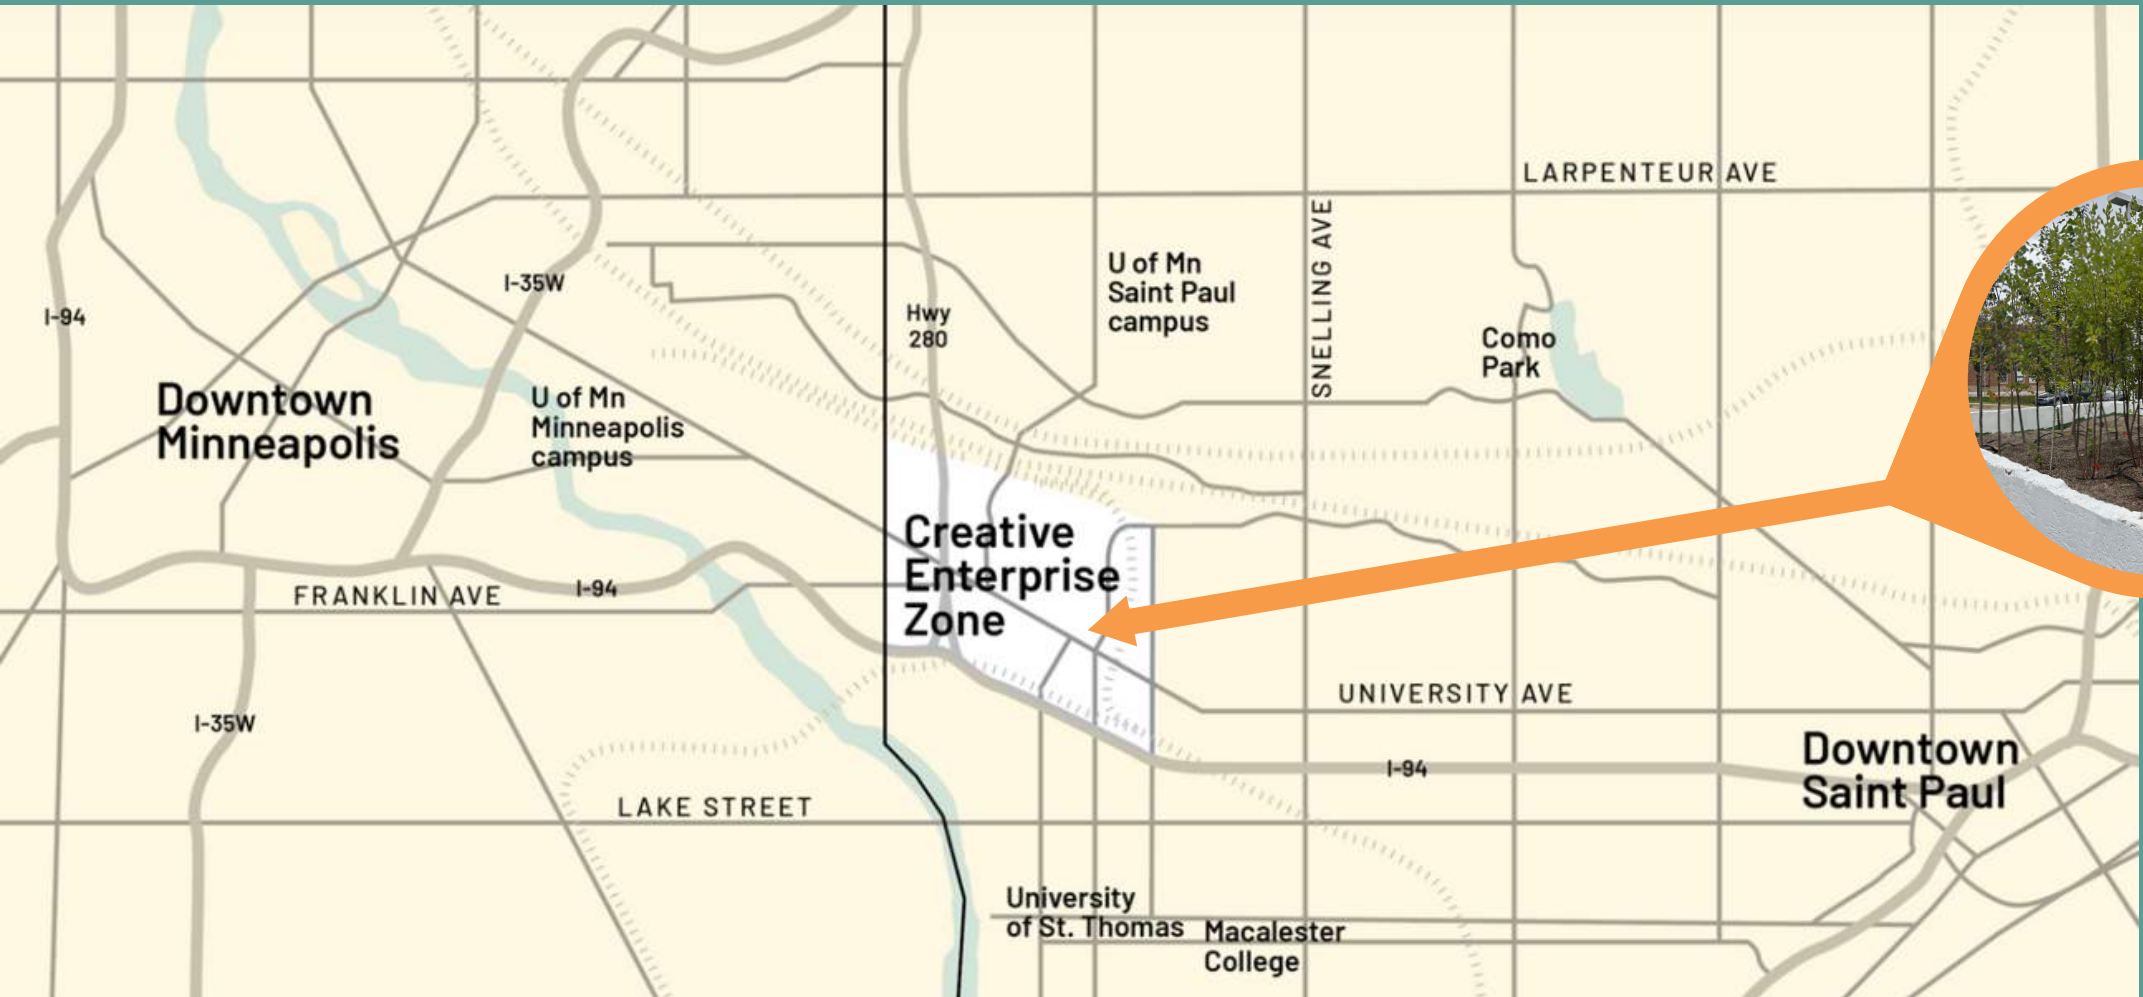 LARPENTEUR AVE
SNELLING AVE
U of Mn
Saint Paul
campus
I-35W
I-94
Hwy
280
Como
Park
Downtown
Minneapolis
U of Mn
Minneapolis
campus
Creative
Enterprise
Zone
FRANKLIN AVE
I-94
UNIVERSITY AVE
I-35W
Downtown
Saint Paul
I-94
LAKE STREET
University
of St. Thomas
Macalester
College